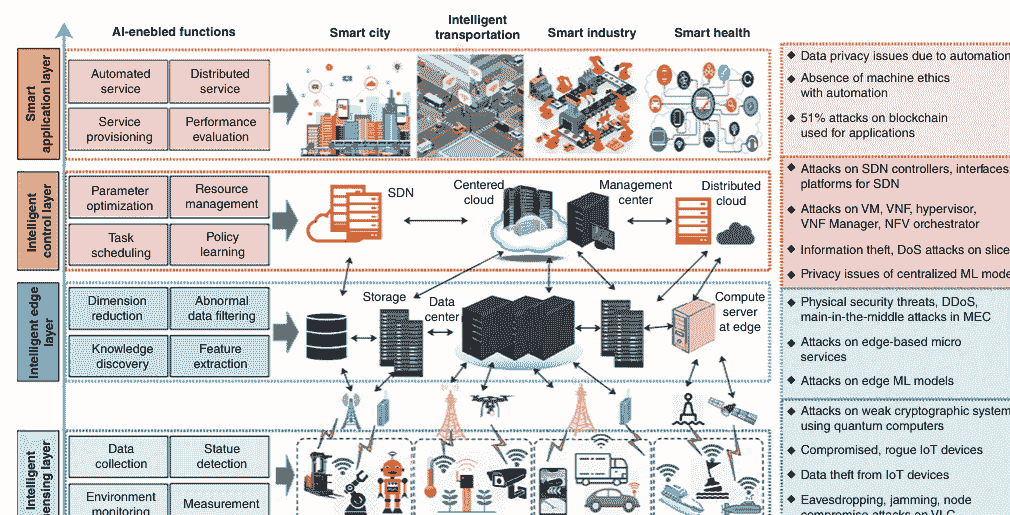 AI-enebled functions
Smart city
Intelligent
transportation
Smart industry
Smart health
Smart
application layer
Automated
service
Distributed
service
Service
provisioning
Performance
evaluation
Data privacy issues due to automation
Absence of machine ethics
with automation
51% attacks on blockchain
used for applications
Intelligent
control layer
Parameter
optimization
Resource
management
Task
scheduling
Policy
learning
SDN
Centered
cloud
Management
center
Distributed
cloud
Attacks on SDN controllers, interfaces
platforms for SDN
Attacks on VM, VNF, hypervisor,
VNF Manager, NFV orchestrator
Information theft, DoS attacks on slice
Privacy issues of centralized ML mode
Intelligent edge
layer
Dimension
reduction
Abnormal
data filtering
Knowledge
discovery
Feature
extraction
Storage
Data
center
Compute
server
at edge
Physical security threats, DDoS,
main-in-the-middle attacks in MEC
Attacks on edge-based micro
services
Attacks on edge ML models
Intelligent
ensing layer
Data
collection
Statue
detection
Environment
monitoring
Measurement
Attacks on weak cryptographic system
using quantum computers
Compromised, rogue IoT devices
Data theft from IoT devices
Eavesdropping, jamming, node
compromise attacks on VLC